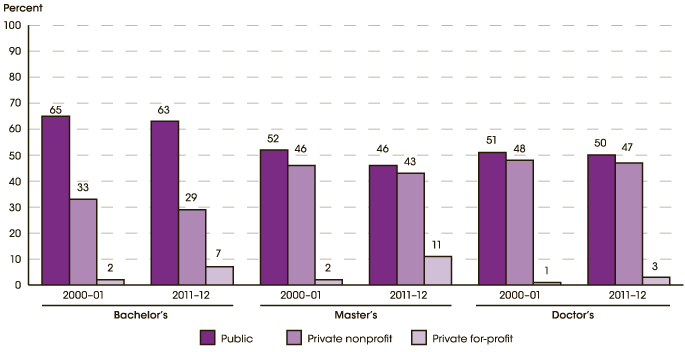 Percent
100
90
80
70
60
50
40
30
20
10
0
65 33 2 63 29 7 52 46 2 46 43 11 51 48 1 50 47 3
2000–01 2011–12 2000–01 2011–12 2000–01 2011–12
Bachelor's Master's Doctor's
Public Private nonprofit Private for-profit